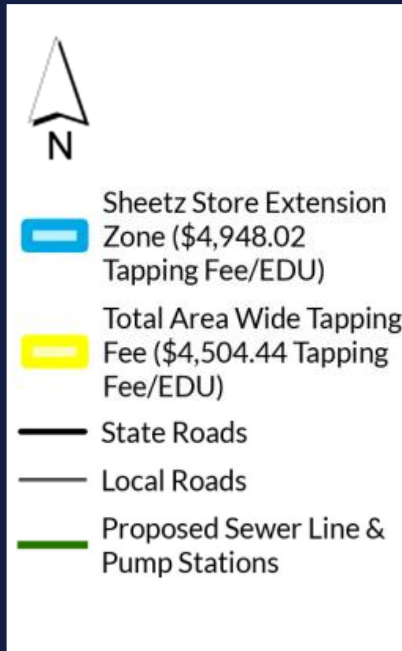 N
Sheetz Store Extension
Zone ($4,948.02
Tapping Fee/EDU)
Total Area Wide Tapping
Fee ($4,504.44 Tapping
Fee/EDU)
State Roads
Local Roads
Proposed Sewer Line &
Pump Stations